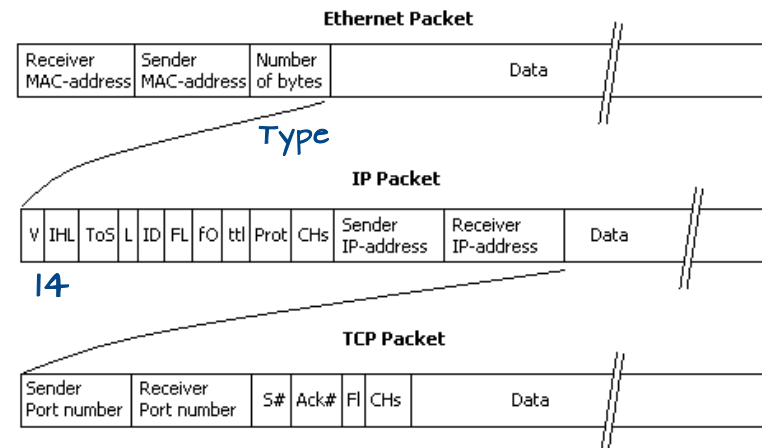 Ethernet Packet
Receiver MAC-address
Sender MAC-address
Number of bytes
Data
Type
IP Packet
V IHL ToS L ID FL fO ttl Prot CHs
Sender IP-address
Receiver IP-address
Data
14
TCP Packet
Sender Port number
Receiver Port number
S# Ack# Fl CHs
Data